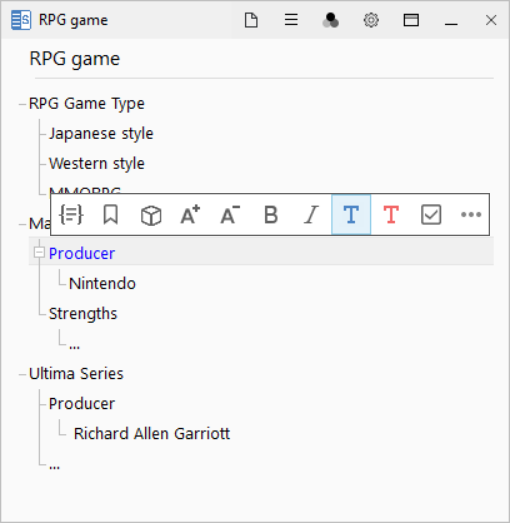 RPG game
RPG game
RPG Game Type
Japanese style
Western style
MMORPG
Ma
A+ A- B I T T ...
Producer
Nintendo
Strengths
...
Ultima Series
Producer
Richard Allen Garriott
...